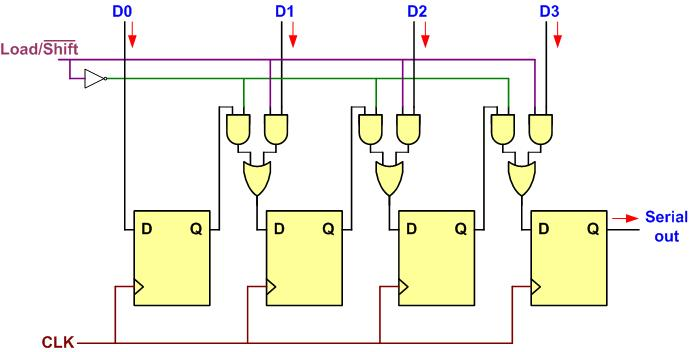 D0 D1 D2 D3
Load/Shift
D Q D Q D Q D Q
Serial
out
CLK